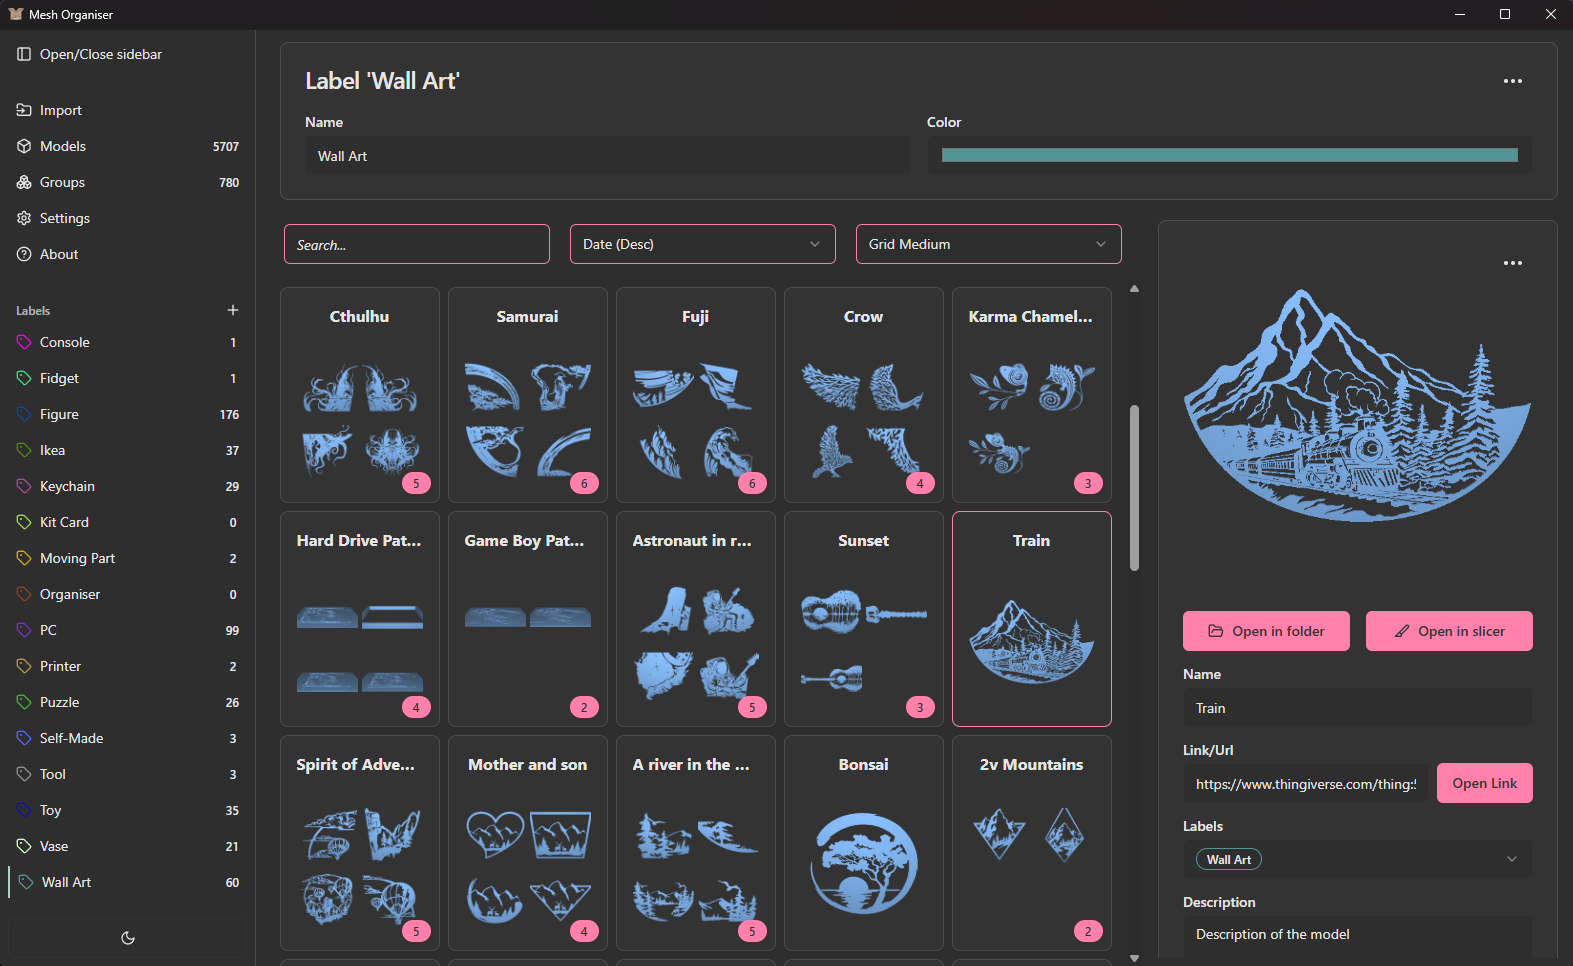 Mesh Organiser
Open/Close sidebar
Import
Models 5707
Groups 780
Settings
About
Labels
Console 1
Fidget 1
Figure 176
Ikea 37
Keychain 29
Kit Card 0
Moving Part 2
Organiser 0
PC 99
Printer 2
Puzzle 26
Self-Made 3
Tool 3
Toy 35
Vase 21
Wall Art 60
Label 'Wall Art'
Name
Color
Wall Art
Search...
Date (Desc)
Grid Medium
Cthulhu
Samurai
Fuji
Crow
Karma Chamel...
5
6
6
4
3
Hard Drive Pat...
Game Boy Pat...
Astronaut in r...
Sunset
Train
4
2
5
3
Spirit of Adve...
Mother and son
A river in the ...
Bonsai
2v Mountains
5
4
5
2
Open in folder
Open in slicer
Name
Train
Link/Url
https://www.thingiverse.com/thing:
Open Link
Labels
Wall Art
Description
Description of the model